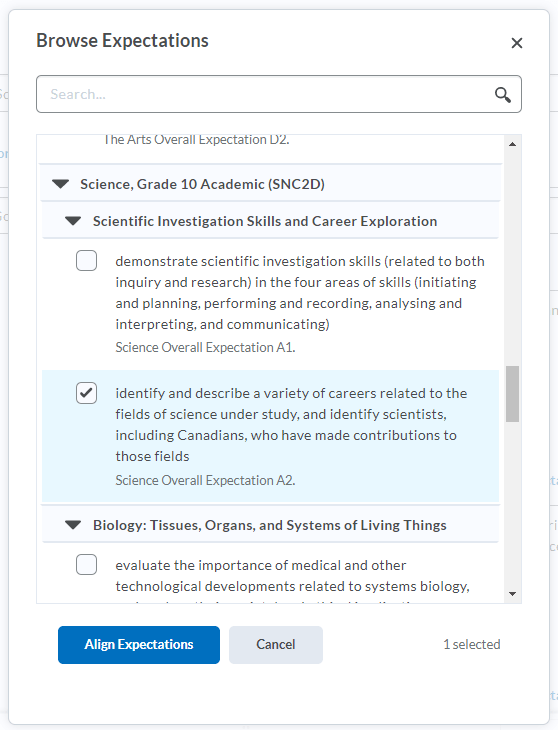 Browse Expectations
Search...
The Arts Overall Expectation D2.
Science, Grade 10 Academic (SNC2D)
Scientific Investigation Skills and Career Exploration
demonstrate scientific investigation skills (related to both
inquiry and research) in the four areas of skills (initiating
and planning, performing and recording, analysing and
interpreting, and communicating)
Science Overall Expectation A1.
identify and describe a variety of careers related to the
fields of science under study, and identify scientists,
including Canadians, who have made contributions to
those fields
Science Overall Expectation A2.
Biology: Tissues, Organs, and Systems of Living Things
evaluate the importance of medical and other
technological developments related to systems biology,
Align Expectations
Cancel
1 selected